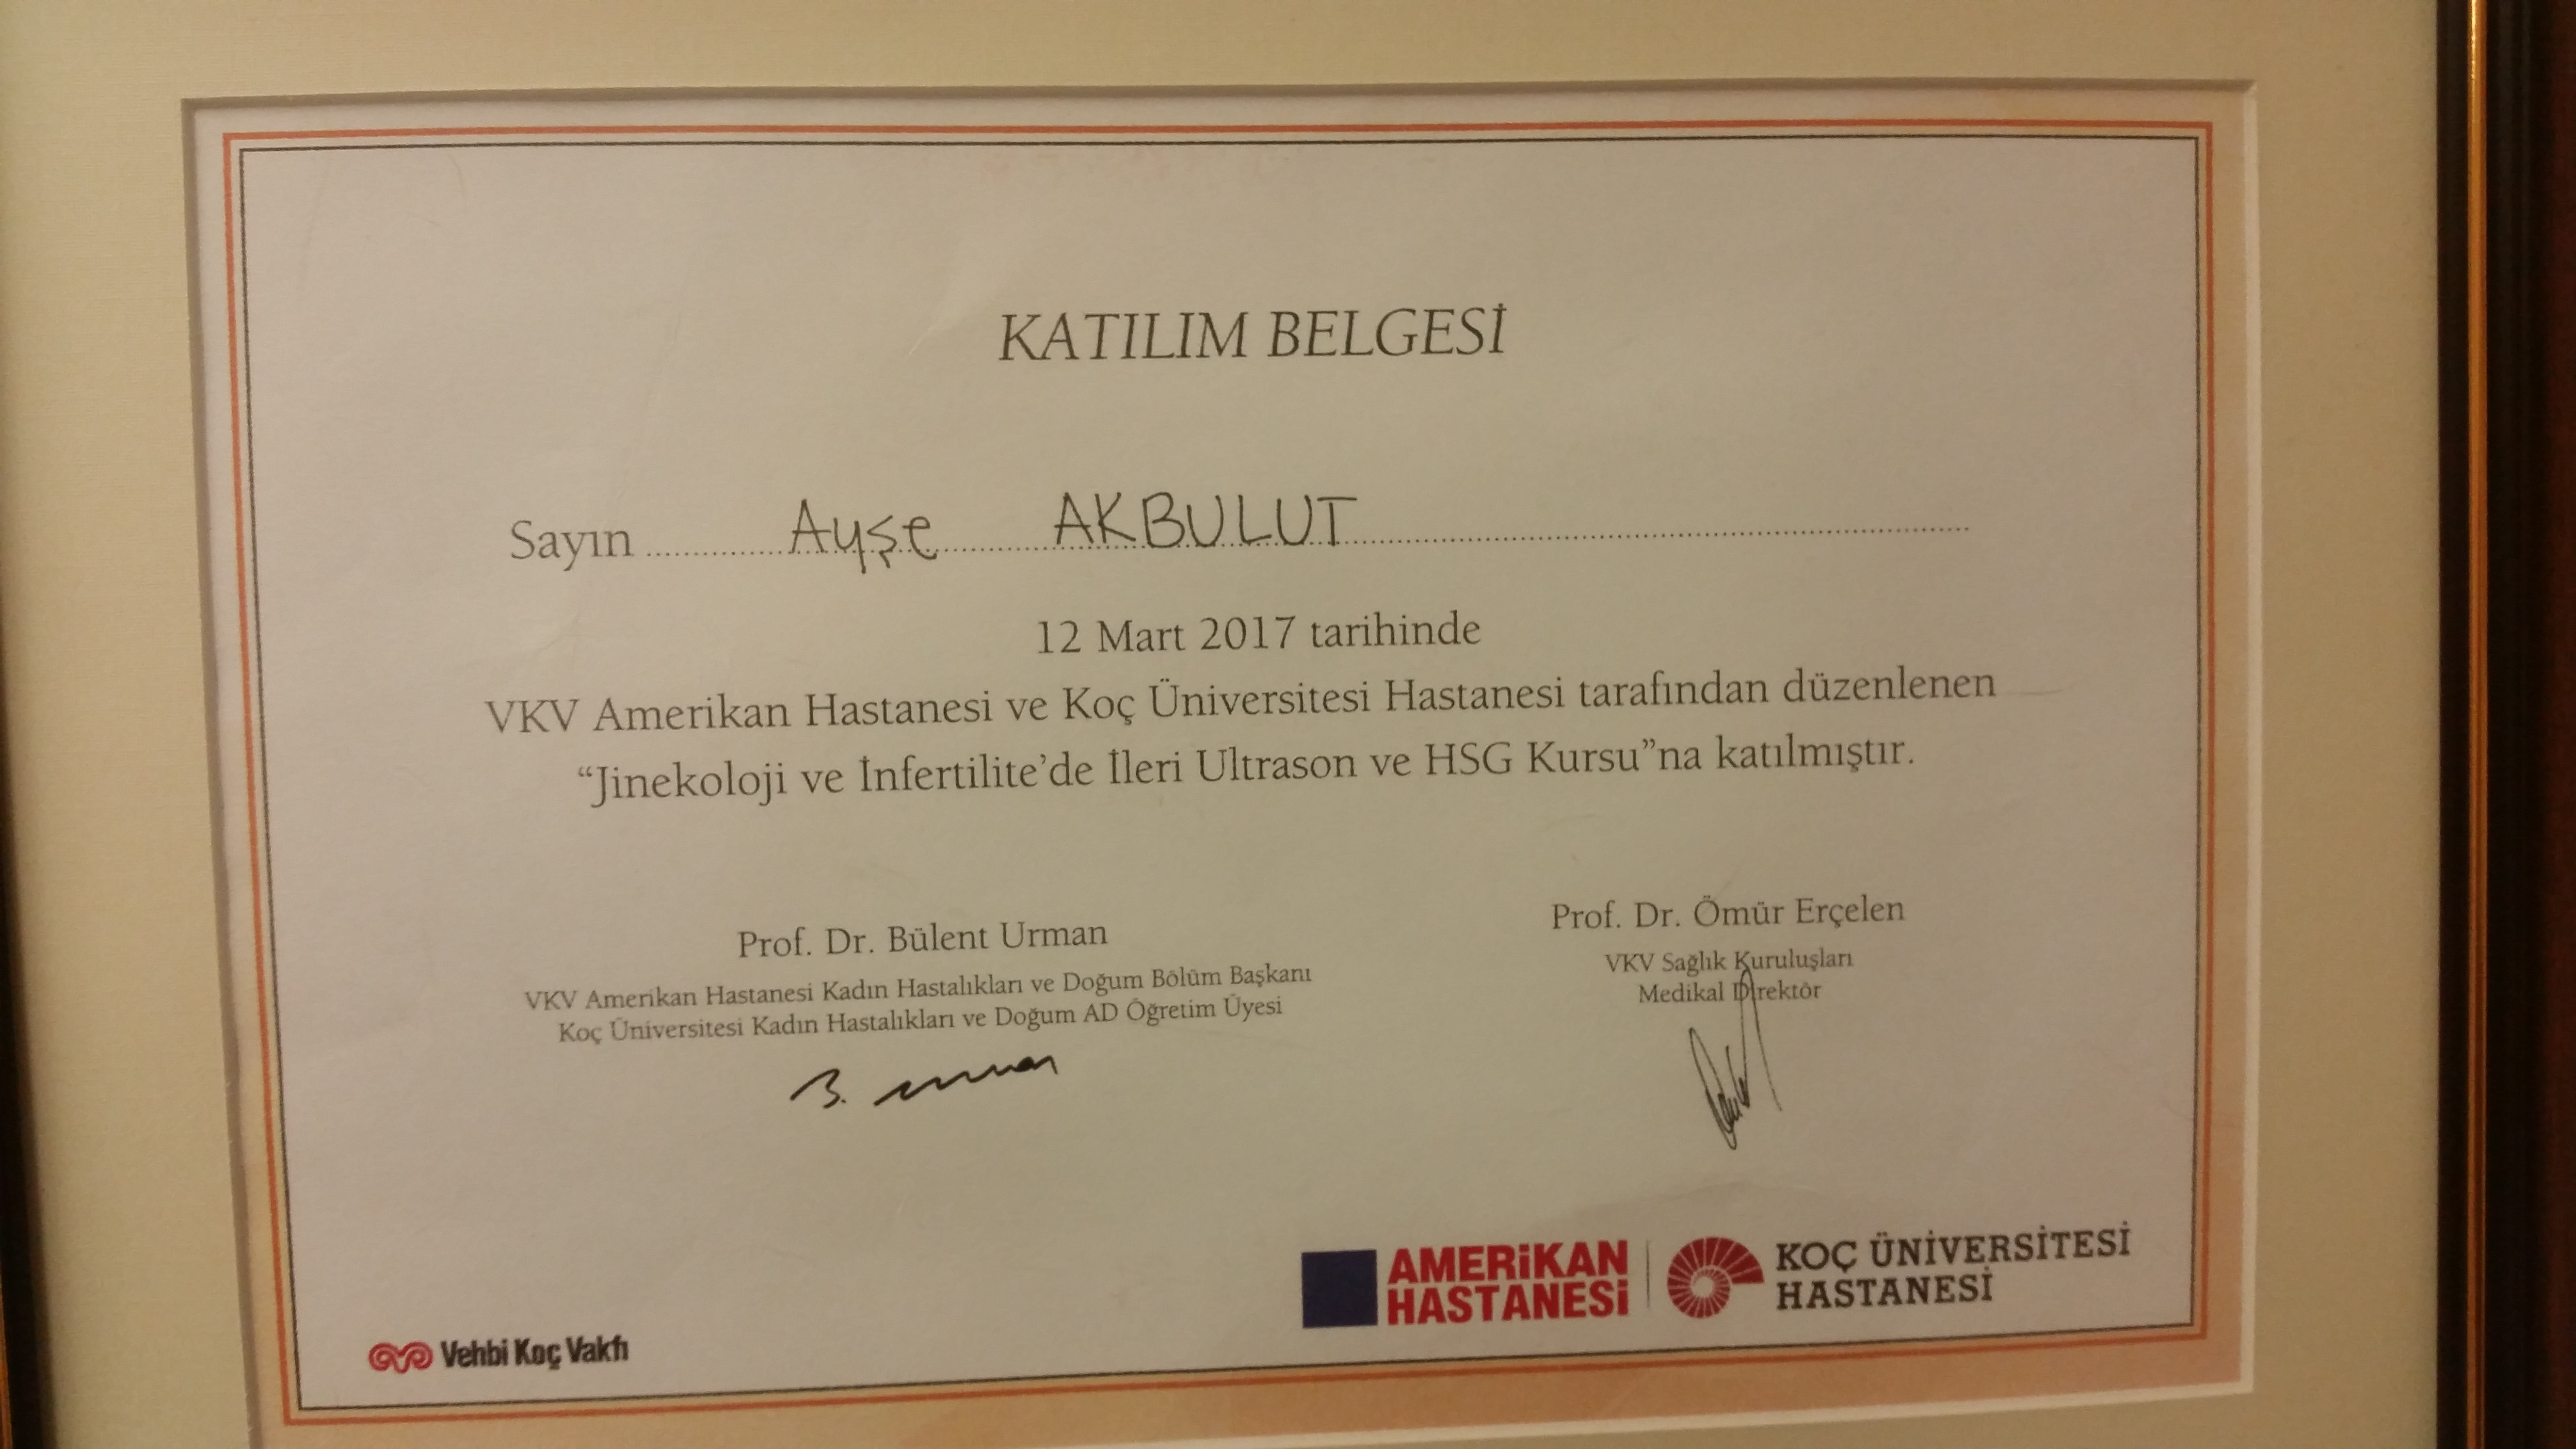 KATILIM BELGESİ
Sayın Ayşe AKBULUT
12 Mart 2017 tarihinde
VKV Amerikan Hastanesi ve Koç Üniversitesi Hastanesi tarafından düzenlenen
“Jinekoloji ve İnfertilite’de İleri Ultrason ve HSG Kursu”na katılmıştır.
Prof. Dr. Bülent Urman
VKV Amerikan Hastanesi Kadın Hastalıkları ve Doğum Bölüm Başkanı
Koç Üniversitesi Kadın Hastalıkları ve Doğum AD Öğretim Üyesi
Prof. Dr. Ömür Erçelen
VKV Sağlık Kuruluşları
Medikal Direktör
AMERİKAN
HASTANESİ
KOÇ ÜNİVERSİTESİ
HASTANESİ
Vehbi Koç Vakfı